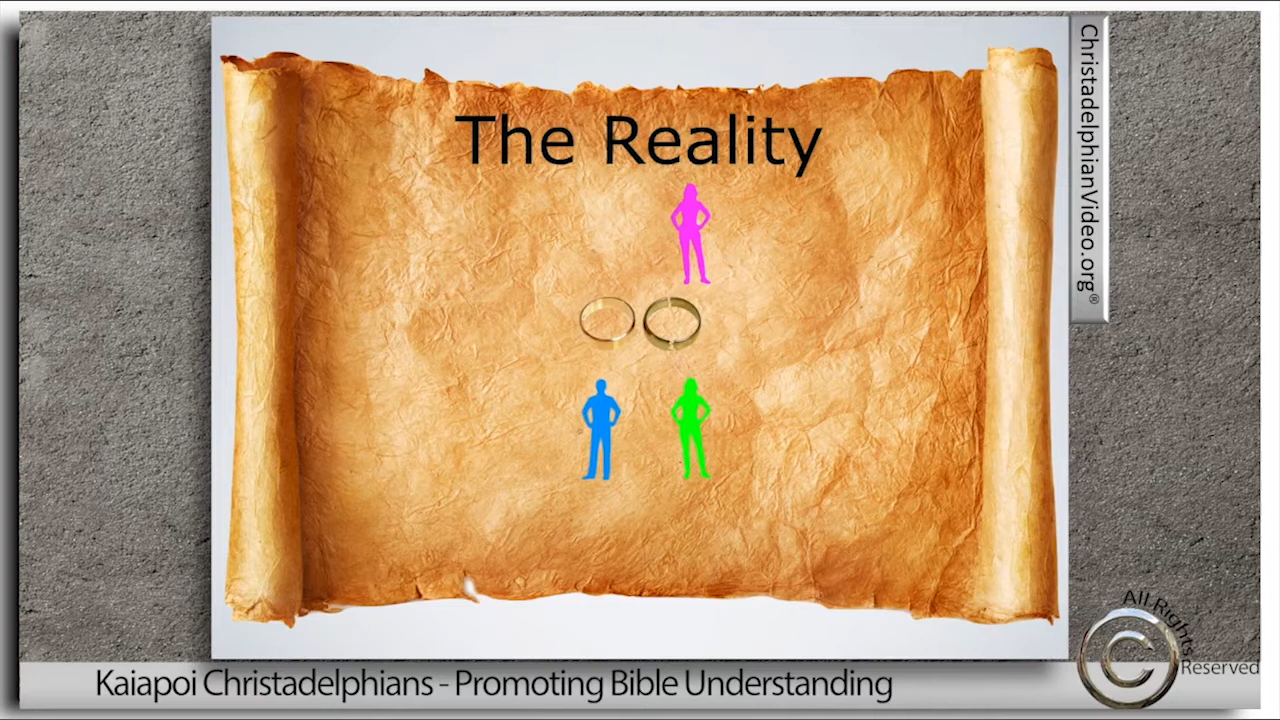 The Reality
ChristadelphianVideo.org®
All Rights
Reserved
Kaiapoi Christadelphians - Promoting Bible Understanding